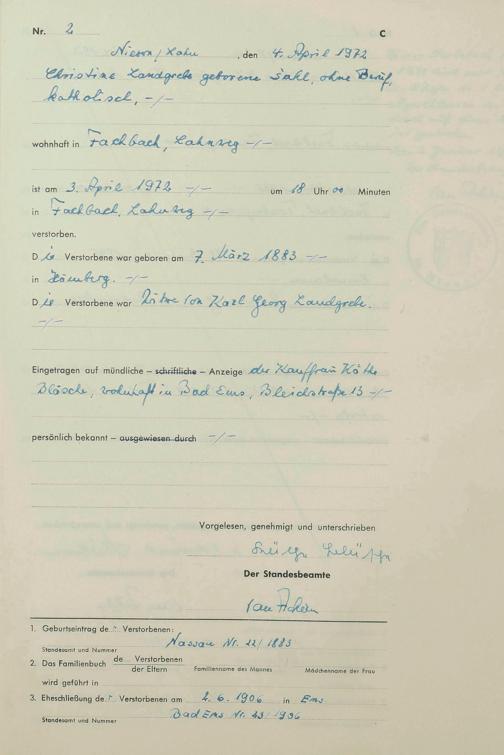 Nr. 2 C
Nievern/Lahn, den 4. April 1972
Christine Landgrebe geborene Sahl, ohne Beruf,
katholisch, -/-
wohnhaft in Fachbach, Lahnweg -/-
ist am 3. April 1972 -/- um 18 Uhr 00 Minuten
in Fachbach, Lahnweg -/-
verstorben.
Die Verstorbene war geboren am 7. März 1883 -/-
in Hömberg. -/-
Die Verstorbene war Witwe von Karl Georg Landgrebe.
-/-
Eingetragen auf mündliche – schriftliche – Anzeige der Kauffrau Käthe
Bläsche, wohnhaft in Bad Ems, Bleichstraße 13 -/-
persönlich bekannt – ausgewiesen durch -/-
Vorgelesen, genehmigt und unterschrieben
Der Standesbeamte
1. Geburtseintrag der Verstorbenen:
Nassau Nr. 22/1883
Standesamt und Nummer
2. Das Familienbuch de Verstorbenen
der Eltern Familienname des Mannes Mädchenname der Frau
wird geführt in
3. Eheschließung der Verstorbenen am 2.6.1906 in Ems
Bad Ems Nr. /1906
Standesamt und Nummer